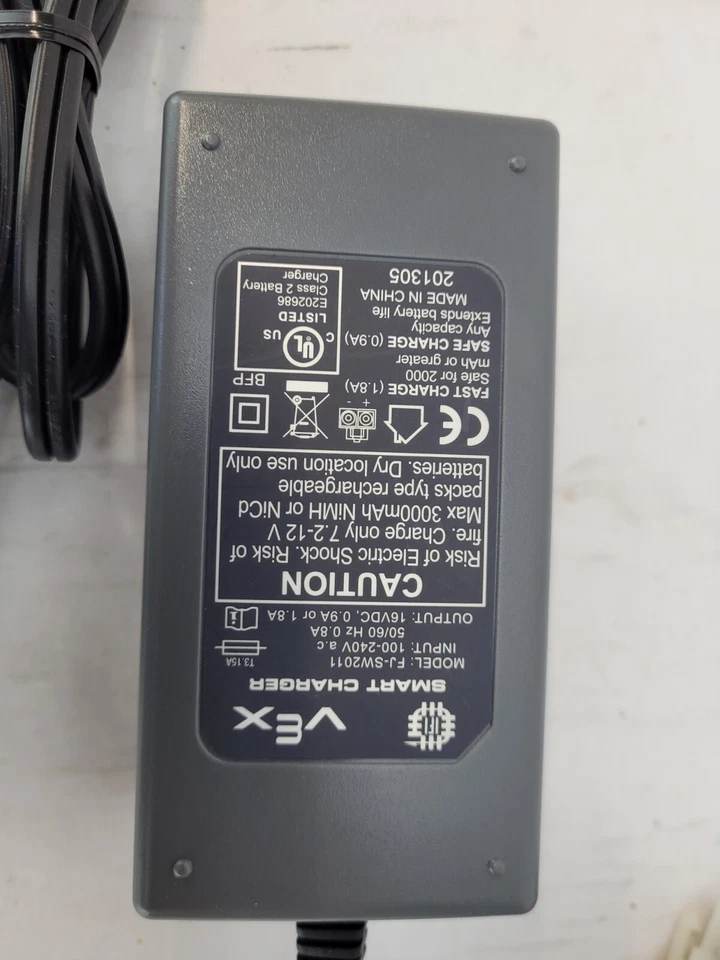 IFI
VEX
SMART CHARGER
MODEL: FJ-SW2011
INPUT: 100-240V a.c
50/60 Hz 0.8A
OUTPUT: 16VDC, 0.9A or 1.8A
T3.15A
CAUTION
Risk of Electric Shock. Risk of
fire. Charge only 7.2-12 V
Max 3000mAh NiMH or NiCd
packs type rechargeable
batteries. Dry location use only
CE
+ -
BFP
FAST CHARGE (1.8A)
Safe for 2000
mAh or greater
SAFE CHARGE (0.9A)
Any capacity
Extends battery life
MADE IN CHINA
201305
C UL US
LISTED
E202686
Class 2 Battery
Charger